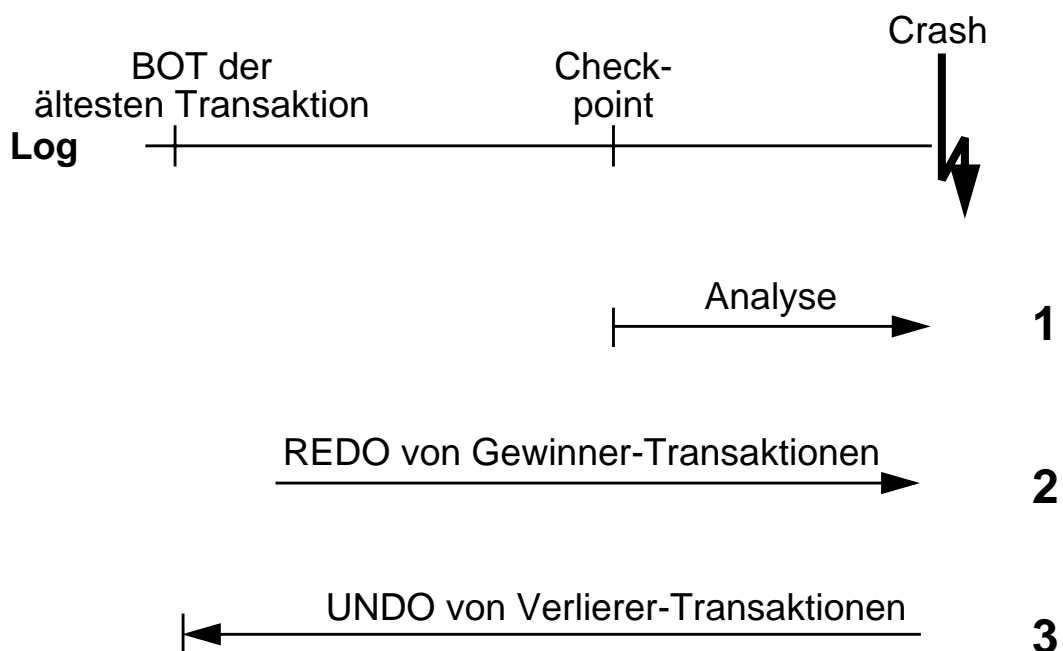 Crash
BOT der
ältesten Transaktion
Check-
point
Log
Analyse
1
REDO von Gewinner-Transaktionen
2
UNDO von Verlierer-Transaktionen
3